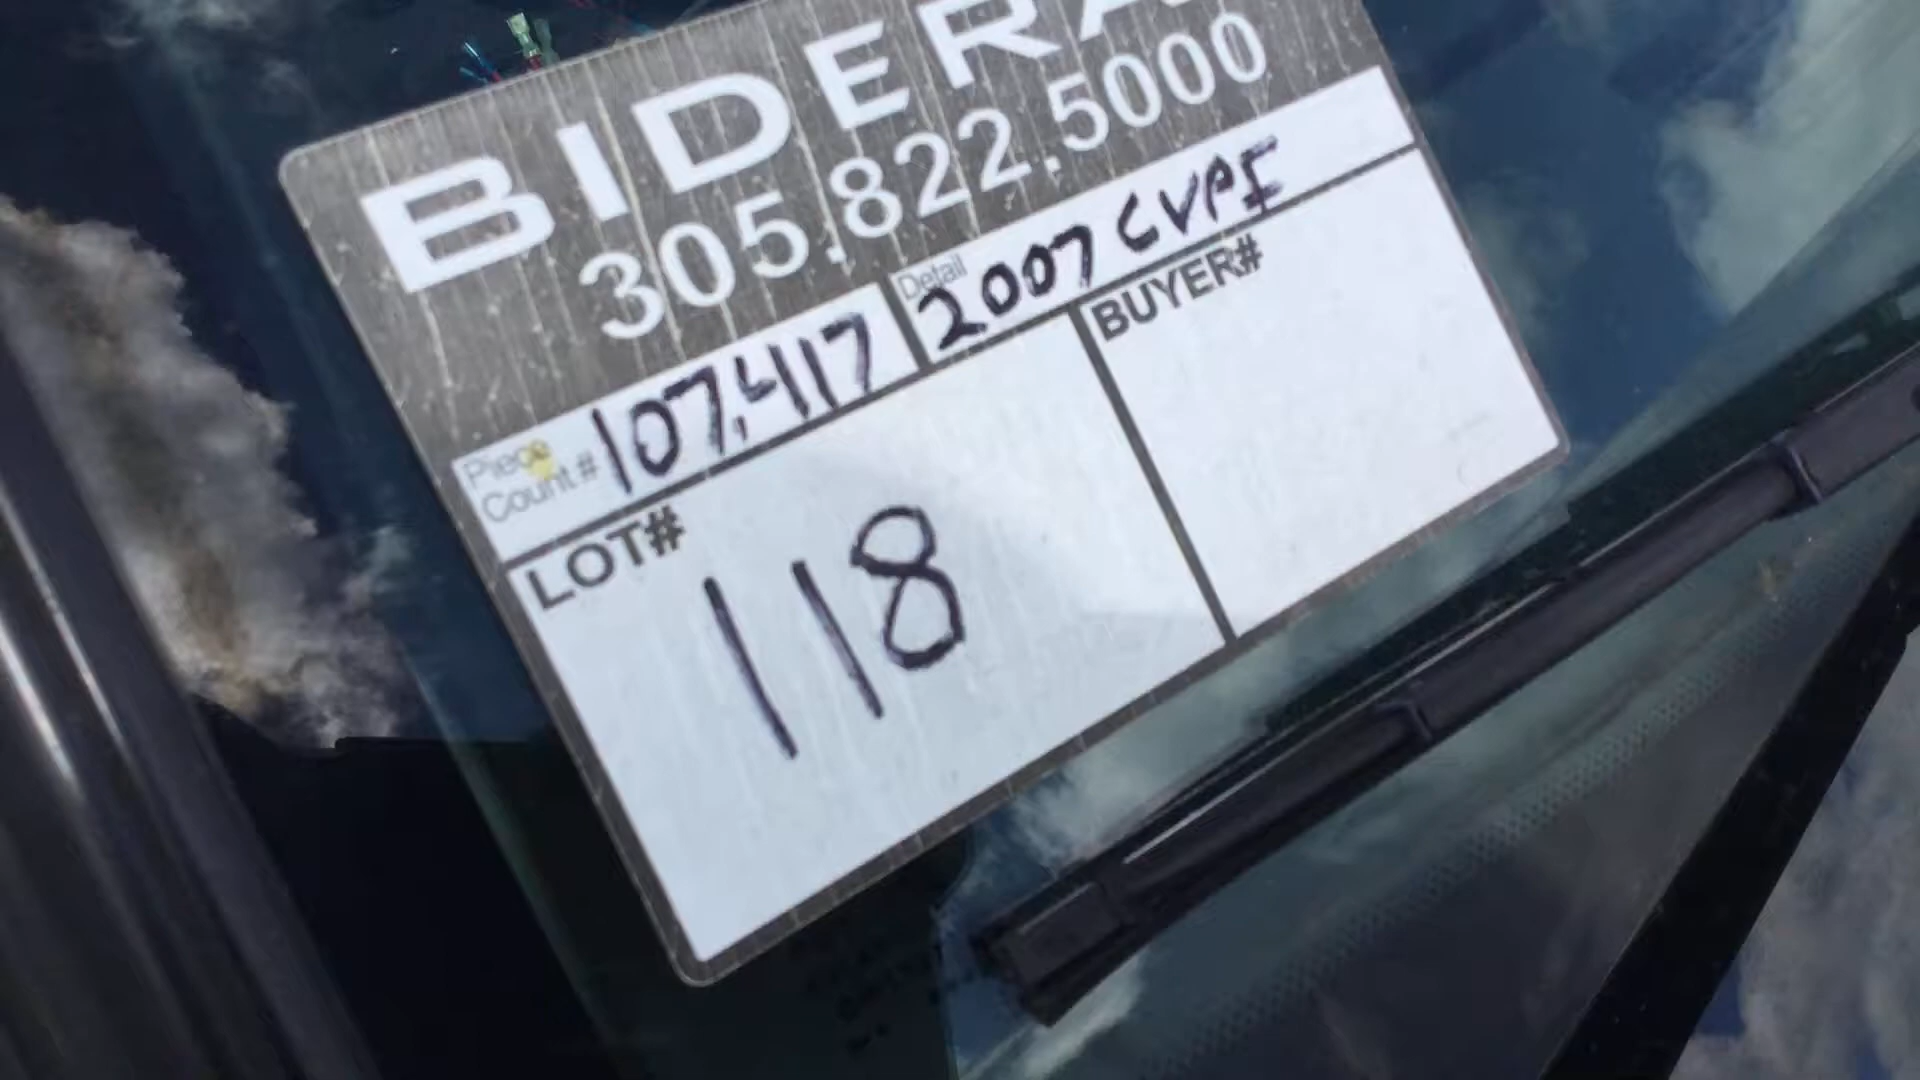 BIDERA
305.822.5000
Piece Count# 107,417
Detail 2007 CVPI
LOT# 118
BUYER#